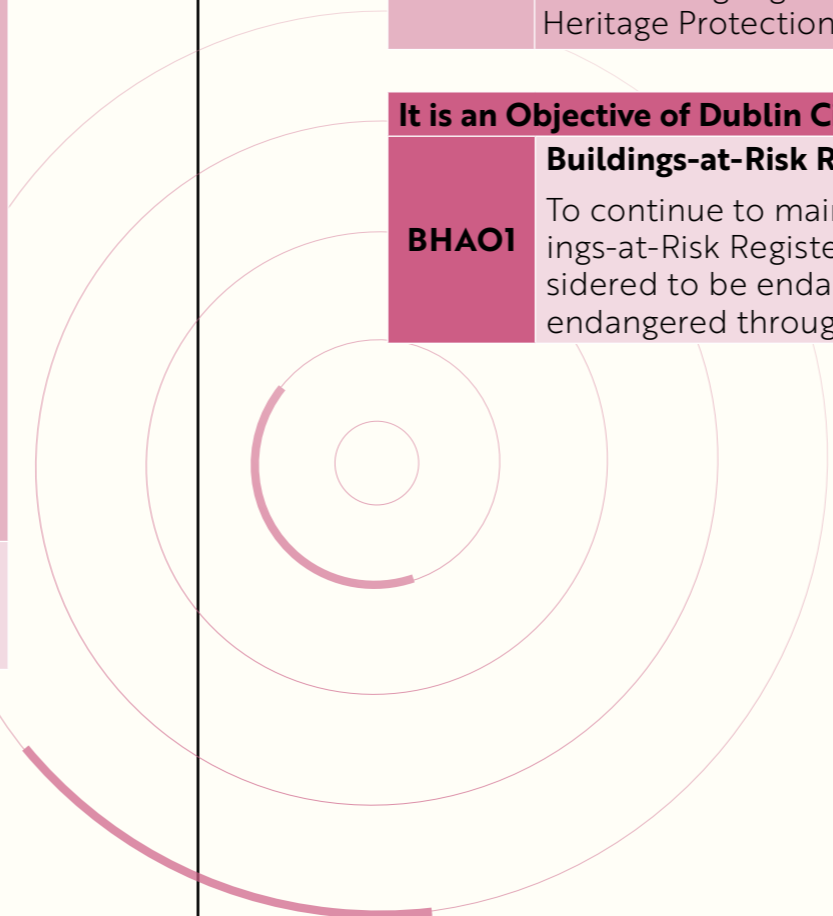 Heritage Protection
It is an Objective of Dublin C
Buildings-at-Risk R
BHAO1
To continue to mai
ings-at-Risk Registe
sidered to be enda
endangered throug